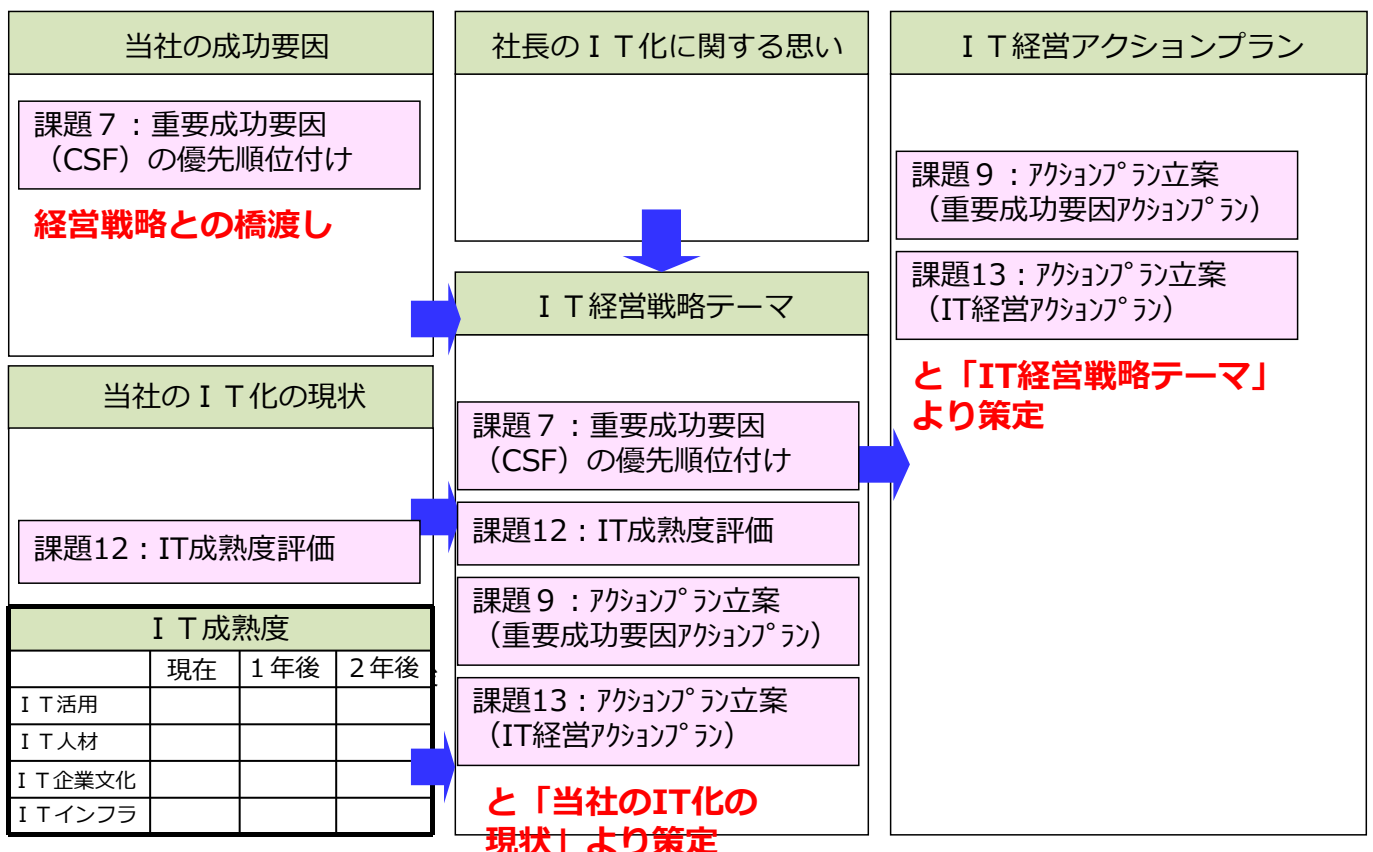 当社の成功要因
課題７：重要成功要因
（CSF）の優先順位付け
経営戦略との橋渡し
当社のＩＴ化の現状
課題12：IT成熟度評価
ＩＴ成熟度
現在 １年後 ２年後
ＩＴ活用
ＩＴ人材
ＩＴ企業文化
ＩＴインフラ
社長のＩＴ化に関する思い
ＩＴ経営戦略テーマ
課題７：重要成功要因
（CSF）の優先順位付け
課題12：IT成熟度評価
課題９：ｱｸｼｮﾝﾌﾟﾗﾝ立案
（重要成功要因ｱｸｼｮﾝﾌﾟﾗﾝ）
課題13：ｱｸｼｮﾝﾌﾟﾗﾝ立案
（IT経営ｱｸｼｮﾝﾌﾟﾗﾝ）
と「当社のIT化の
現状」より策定
ＩＴ経営アクションプラン
課題９：ｱｸｼｮﾝﾌﾟﾗﾝ立案
（重要成功要因ｱｸｼｮﾝﾌﾟﾗﾝ）
課題13：ｱｸｼｮﾝﾌﾟﾗﾝ立案
（IT経営ｱｸｼｮﾝﾌﾟﾗﾝ）
と「IT経営戦略テーマ」
より策定